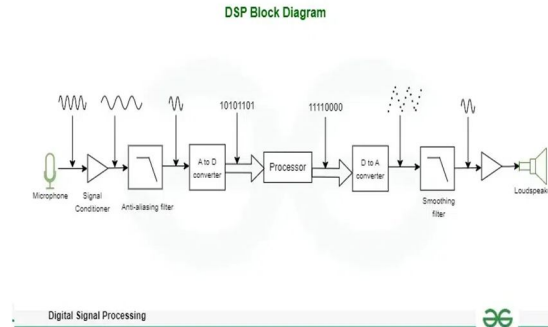 DSP Block Diagram
10101101
11110000
A to D
converter
Processor
D to A
converter
Microphone
Signal
Conditioner
Anti-aliasing filter
Smoothing
filter
Loudspeak
Digital Signal Processing